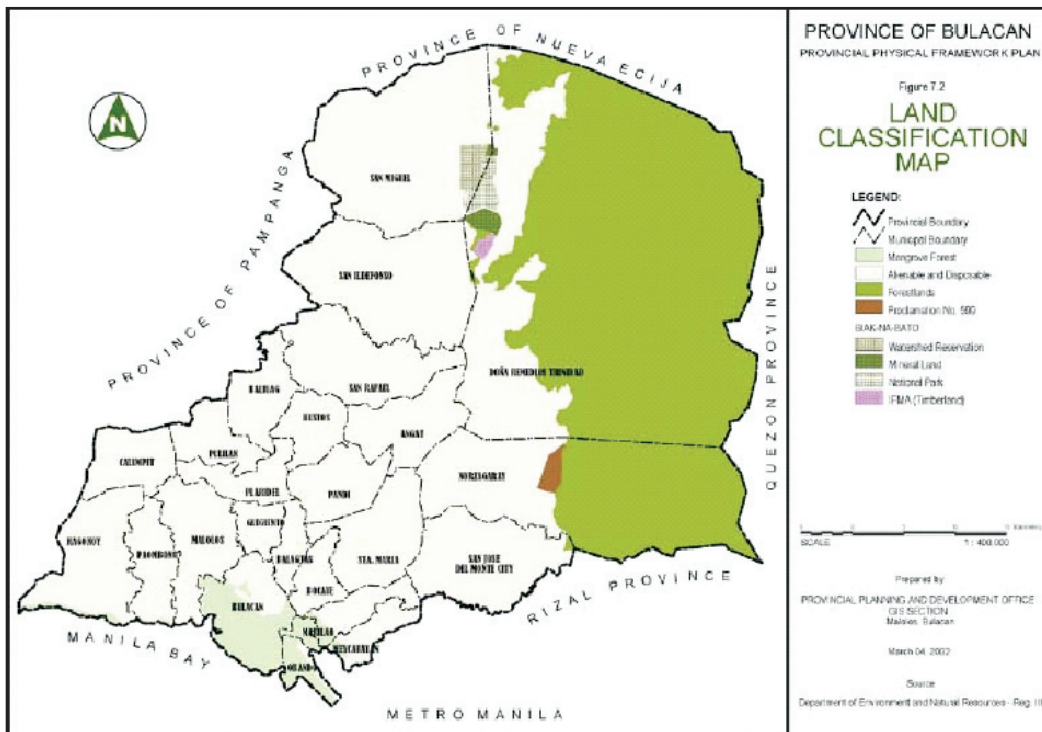 PROVINCE OF BULACAN
PROVINCIAL PHYSICAL FRAMEWORK PLAN
Figure 7.2
LAND
CLASSIFICATION
MAP
LEGEND:
Provincial Boundary
Municipal Boundary
Mangrove Forest
Alienable and Disposable
Forestlands
Proclamation No.
BIAK-NA-BATO
Watershed Reservation
Mineral Land
National Park
IFMA (Timberland)
SCALE
1 : 400,000
Prepared by:
PROVINCIAL PLANNING AND DEVELOPMENT OFFICE
GIS SECTION
Malolos, Bulacan
March 04, 2002
Source
Department of Environment and Natural Resources - Reg. III
N
PROVINCE OF NUEVA ECIJA
PROVINCE OF PAMPANGA
QUEZON PROVINCE
RIZAL PROVINCE
MANILA BAY
METRO MANILA
SAN MIGUEL
SAN ILDEFONSO
DOÑA REMEDIOS TRINIDAD
SAN RAFAEL
BALIUAG
BUSTOS
ANGAT
NORZAGARAY
PULILAN
CALUMPIT
PLARIDEL
PANDI
GUIGUINTO
HAGONOY
PAOMBONG
MALOLOS
BALAGTAS
STA. MARIA
SAN JOSE
DEL MONTE CITY
BOCAUE
BULACAN
MARILAO
MEYCAUAYAN
OBANDO